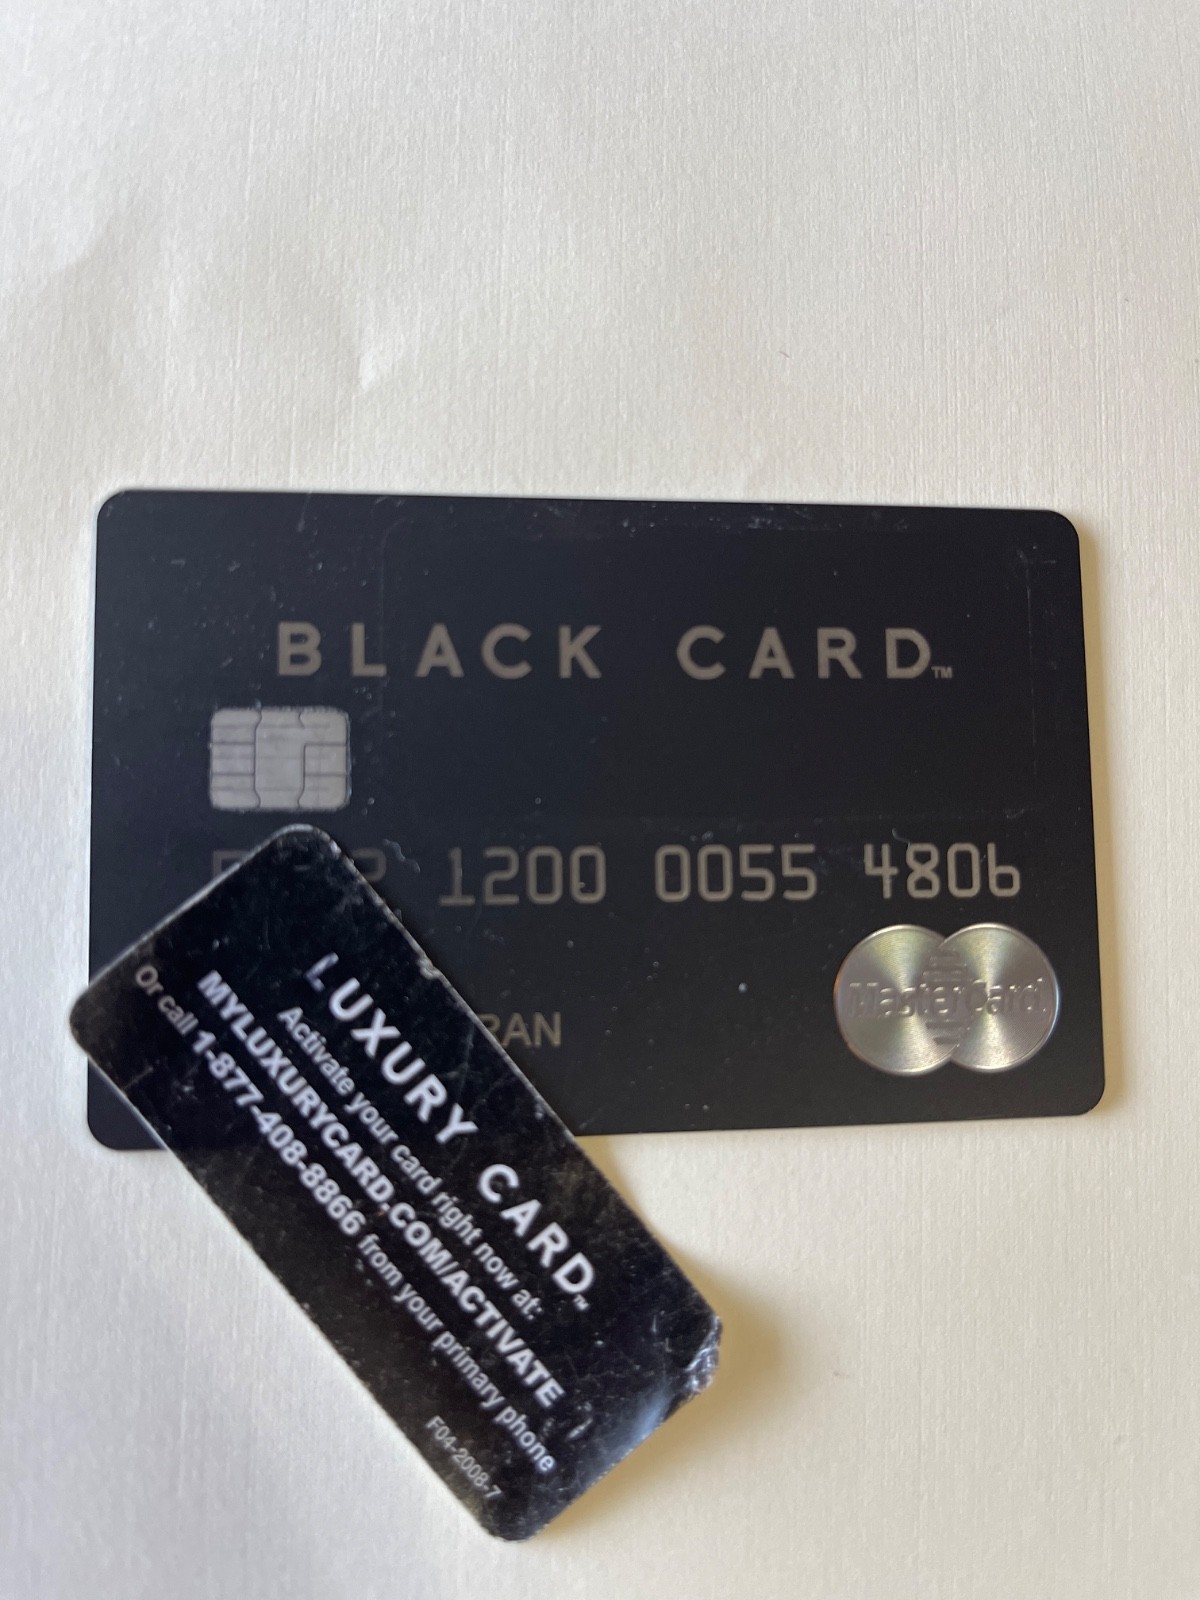 BLACK CARD™
1200 0055 4806
RAN
MasterCard
LUXURY CARD™
Activate your card right now at:
MYLUXURYCARD.COM/ACTIVATE
Or call 1-877-408-8866 from your primary phone
F04-2008-7